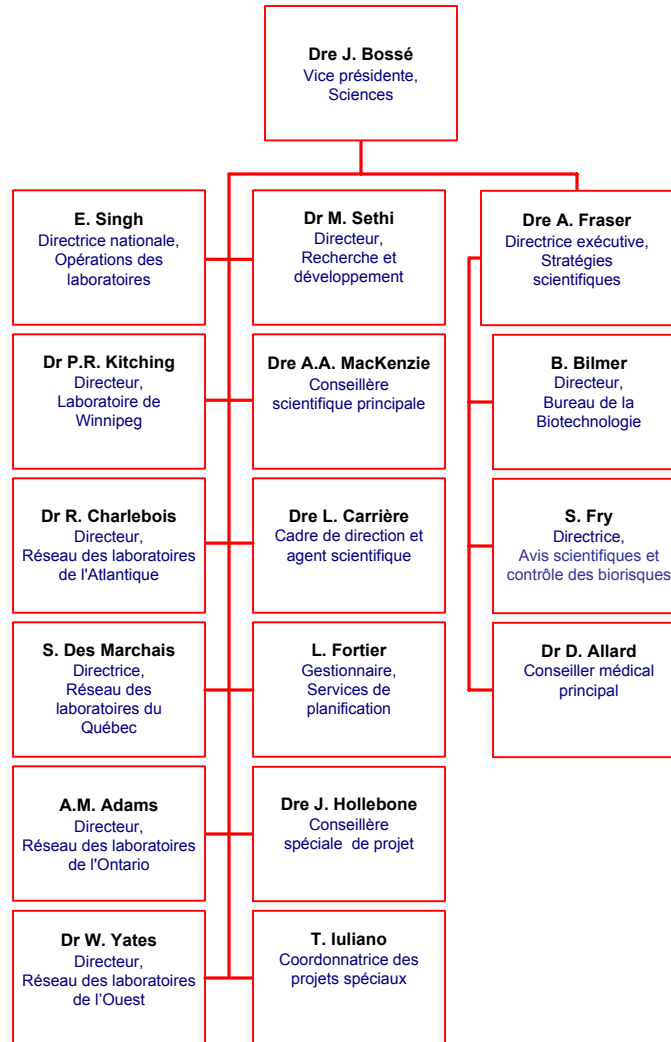 Dre J. Bossé
Vice présidente,
Sciences
E. Singh
Directrice nationale,
Opérations des
laboratoires
Dr M. Sethi
Directeur,
Recherche et
développement
Dre A. Fraser
Directrice exécutive,
Stratégies
scientifiques
Dr P.R. Kitching
Directeur,
Laboratoire de
Winnipeg
Dre A.A. MacKenzie
Conseillère
scientifique principale
B. Bilmer
Directeur,
Bureau de la
Biotechnologie
Dr R. Charlebois
Directeur,
Réseau des laboratoires
de l'Atlantique
Dre L. Carrière
Cadre de direction et
agent scientifique
S. Fry
Directrice,
Avis scientifiques et
contrôle des biorisques
S. Des Marchais
Directrice,
Réseau des
laboratoires du
Québec
L. Fortier
Gestionnaire,
Services de
planification
Dr D. Allard
Conseiller médical
principal
A.M. Adams
Directeur,
Réseau des laboratoires
de l'Ontario
Dre J. Hollebone
Conseillère
spéciale de projet
Dr W. Yates
Directeur,
Réseau des laboratoires
de l’Ouest
T. Iuliano
Coordonnatrice des
projets spéciaux